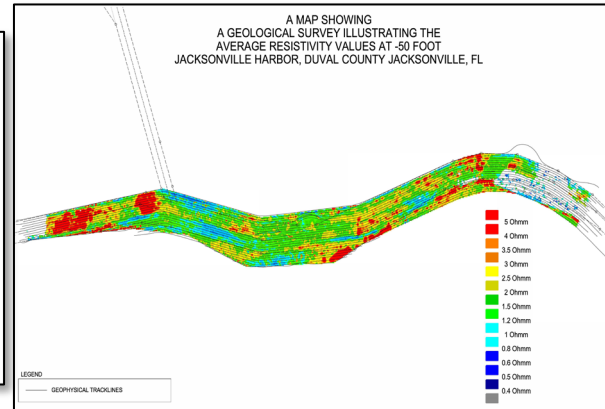 A MAP SHOWING
A GEOLOGICAL SURVEY ILLUSTRATING THE
AVERAGE RESISTIVITY VALUES AT -50 FOOT
JACKSONVILLE HARBOR, DUVAL COUNTY JACKSONVILLE, FL
5 Ohmm
4 Ohmm
3.5 Ohmm
3 Ohmm
2.5 Ohmm
2 Ohmm
1.5 Ohmm
1.2 Ohmm
1 Ohmm
0.8 Ohmm
0.6 Ohmm
0.5 Ohmm
0.4 Ohmm
LEGEND
GEOPHYSICAL TRACKLINES